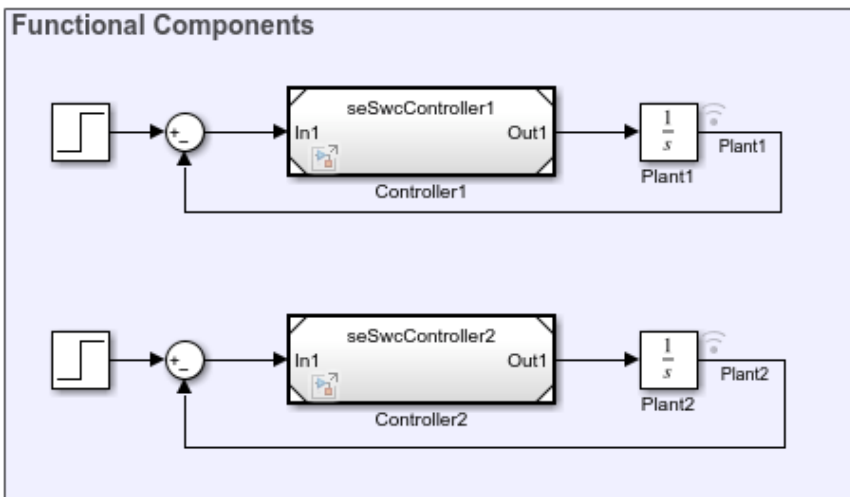 Functional Components
seSwcController1
In1
Out1
Controller1
1
s
Plant1
Plant1
seSwcController2
In1
Out1
Controller2
1
s
Plant2
Plant2